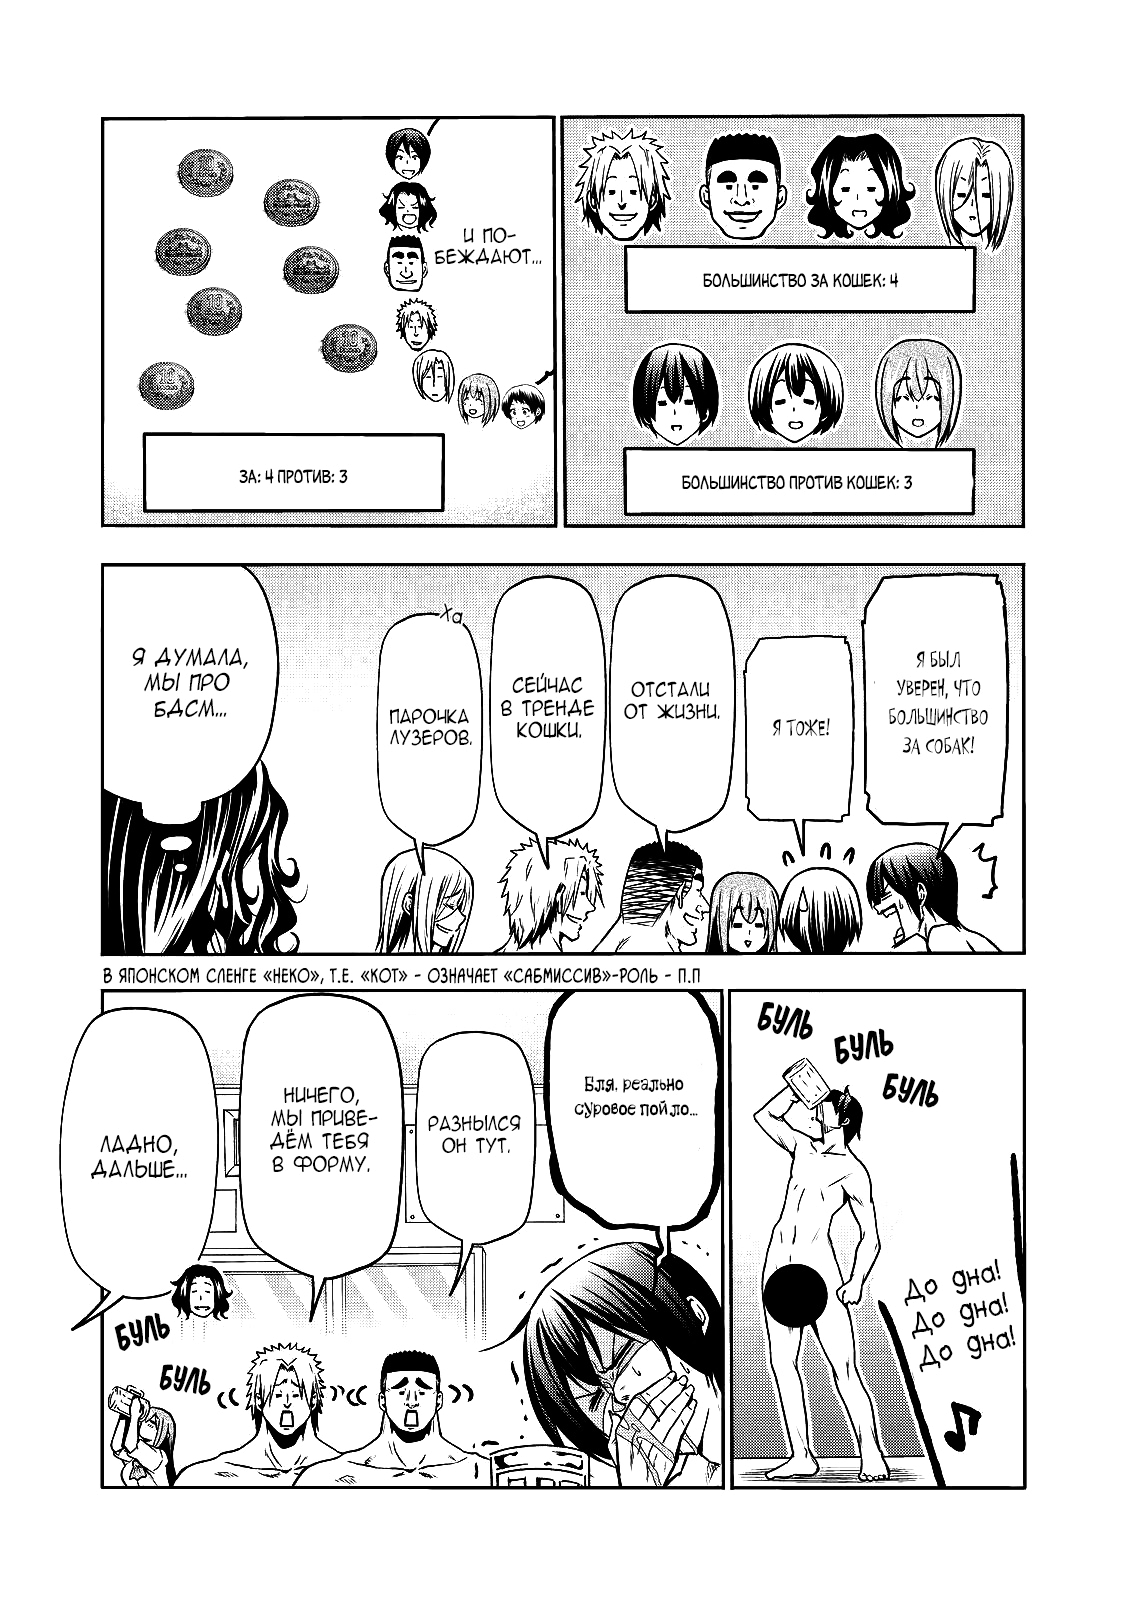 И ПО-
БЕЖДАЮТ...
ЗА: 4 ПРОТИВ: 3
БОЛЬШИНСТВО ЗА КОШЕК: 4
БОЛЬШИНСТВО ПРОТИВ КОШЕК: 3
Я ДУМАЛА,
МЫ ПРО
БДСМ...
Ха
ПАРОЧКА
ЛУЗЕРОВ.
СЕЙЧАС
В ТРЕНДЕ
КОШКИ.
ОТСТАЛИ
ОТ ЖИЗНИ.
Я ТОЖЕ!
Я БЫЛ
УВЕРЕН, ЧТО
БОЛЬШИНСТВО
ЗА СОБАК!
В ЯПОНСКОМ СЛЕНГЕ «НЕКО», Т.Е. «КОТ» - ОЗНАЧАЕТ «САБМИССИВ»-РОЛЬ - П.П
ЛАДНО,
ДАЛЬШЕ...
НИЧЕГО,
МЫ ПРИВЕ-
ДЁМ ТЕБЯ
В ФОРМУ.
РАЗНЫЛСЯ
ОН ТУТ.
Бля, реально
суровое пойло...
БУЛЬ
БУЛЬ
БУЛЬ
БУЛЬ
БУЛЬ
До дна!
До дна!
До дна!